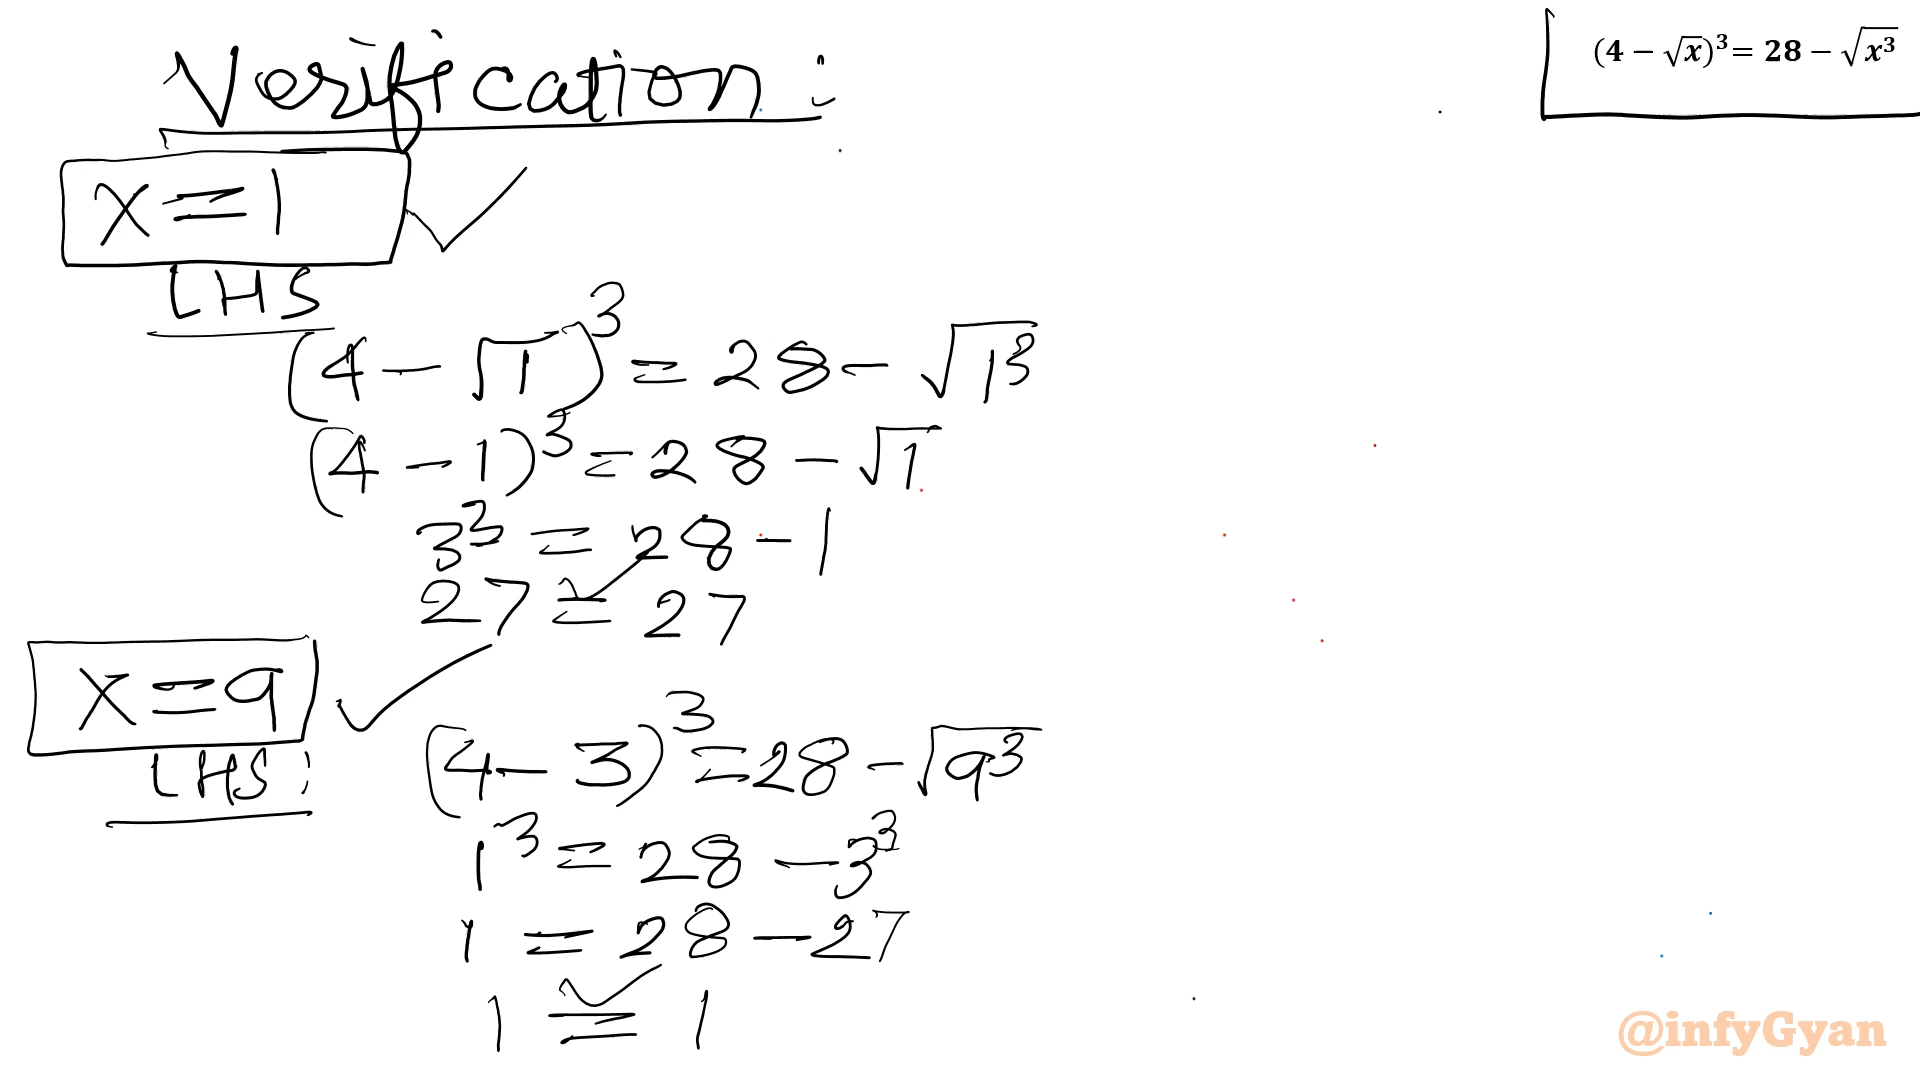 Verification :
(4 − √x)³= 28 − √x³
x = 1
LHS
(4 − √1)³ = 28 − √1³
(4 − 1)³ = 28 − √1
3³ = 28 − 1
27 = 27
x = 9
LHS :
(4 − 3)³ = 28 − √9³
1³ = 28 − 3³
1 = 28 − 27
1 = 1
@infyGyan